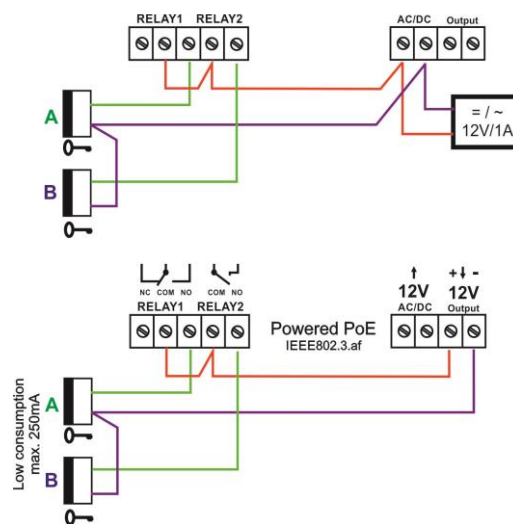 RELAY1 RELAY2
AC/DC Output
A
= / ~
12V/1A
B
NC COM NO COM NO
12V + - 12V
RELAY1 RELAY2
AC/DC Output
Powered PoE
IEEE802.3.af
Low consumption
max. 250mA
A
B